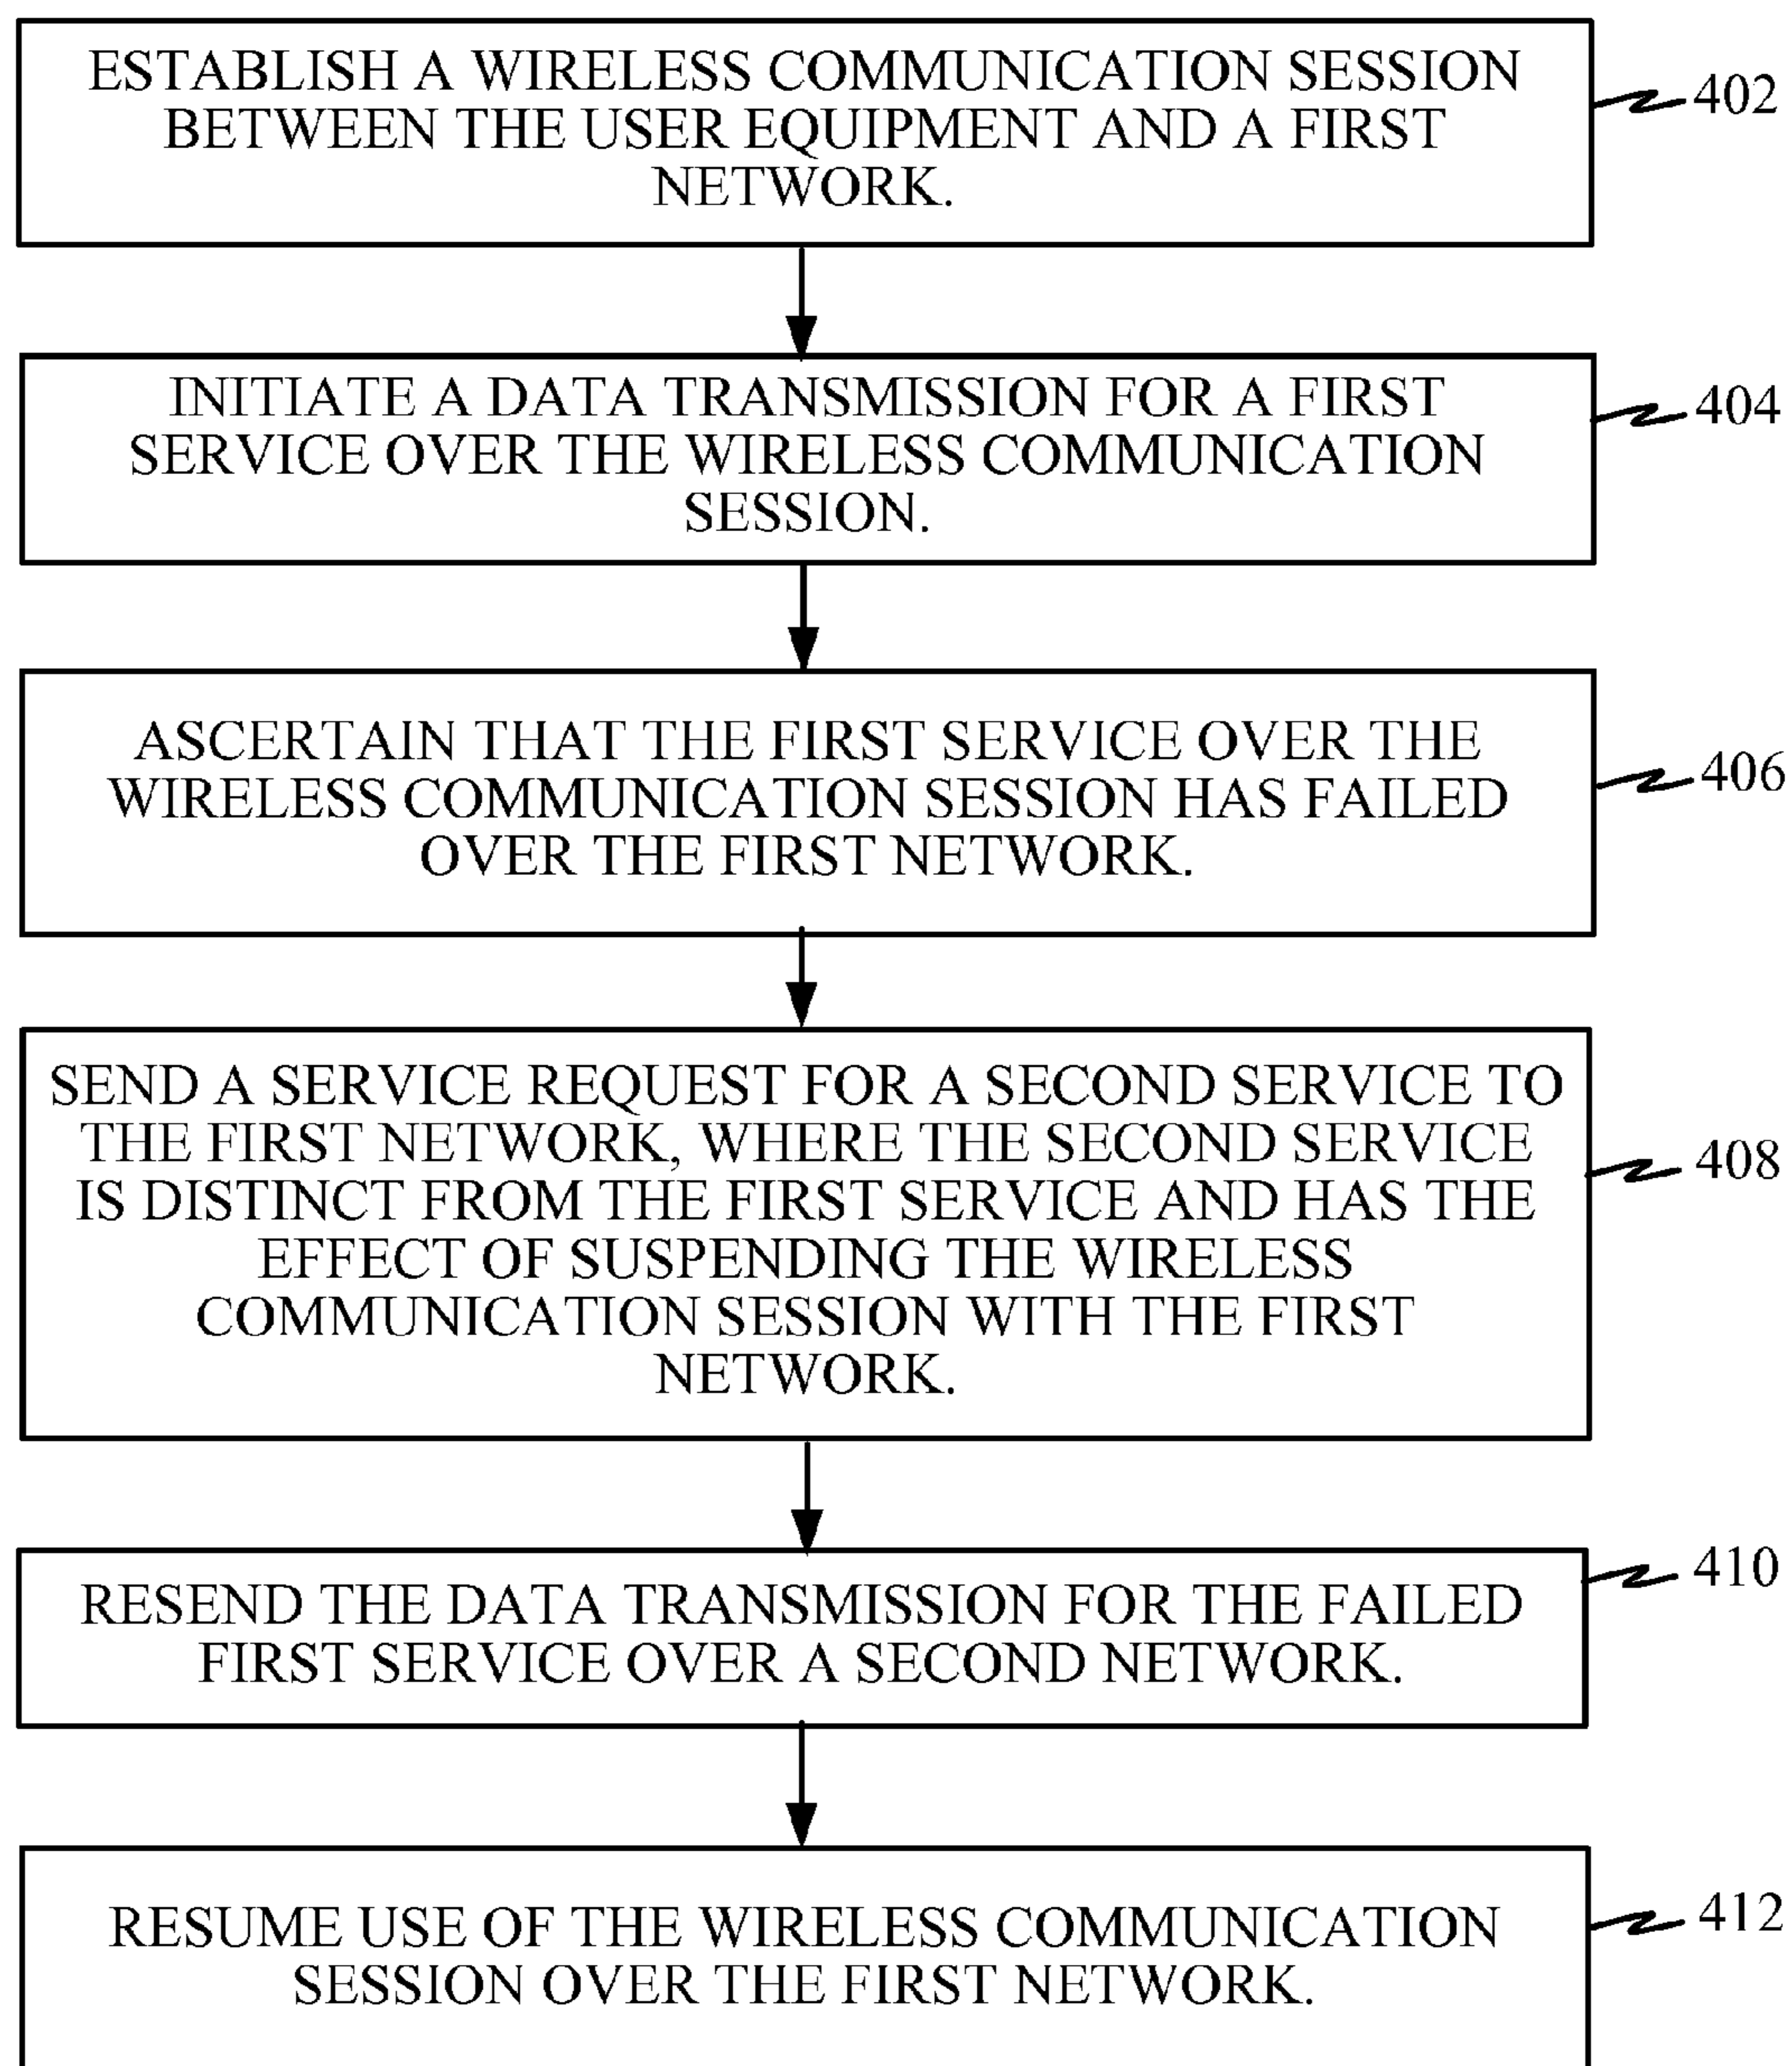 ESTABLISH A WIRELESS COMMUNICATION SESSION
BETWEEN THE USER EQUIPMENT AND A FIRST
NETWORK.
402
INITIATE A DATA TRANSMISSION FOR A FIRST
SERVICE OVER THE WIRELESS COMMUNICATION
SESSION.
404
ASCERTAIN THAT THE FIRST SERVICE OVER THE
WIRELESS COMMUNICATION SESSION HAS FAILED
OVER THE FIRST NETWORK.
406
SEND A SERVICE REQUEST FOR A SECOND SERVICE TO
THE FIRST NETWORK, WHERE THE SECOND SERVICE
IS DISTINCT FROM THE FIRST SERVICE AND HAS THE
EFFECT OF SUSPENDING THE WIRELESS
COMMUNICATION SESSION WITH THE FIRST
NETWORK.
408
RESEND THE DATA TRANSMISSION FOR THE FAILED
FIRST SERVICE OVER A SECOND NETWORK.
410
RESUME USE OF THE WIRELESS COMMUNICATION
SESSION OVER THE FIRST NETWORK.
412